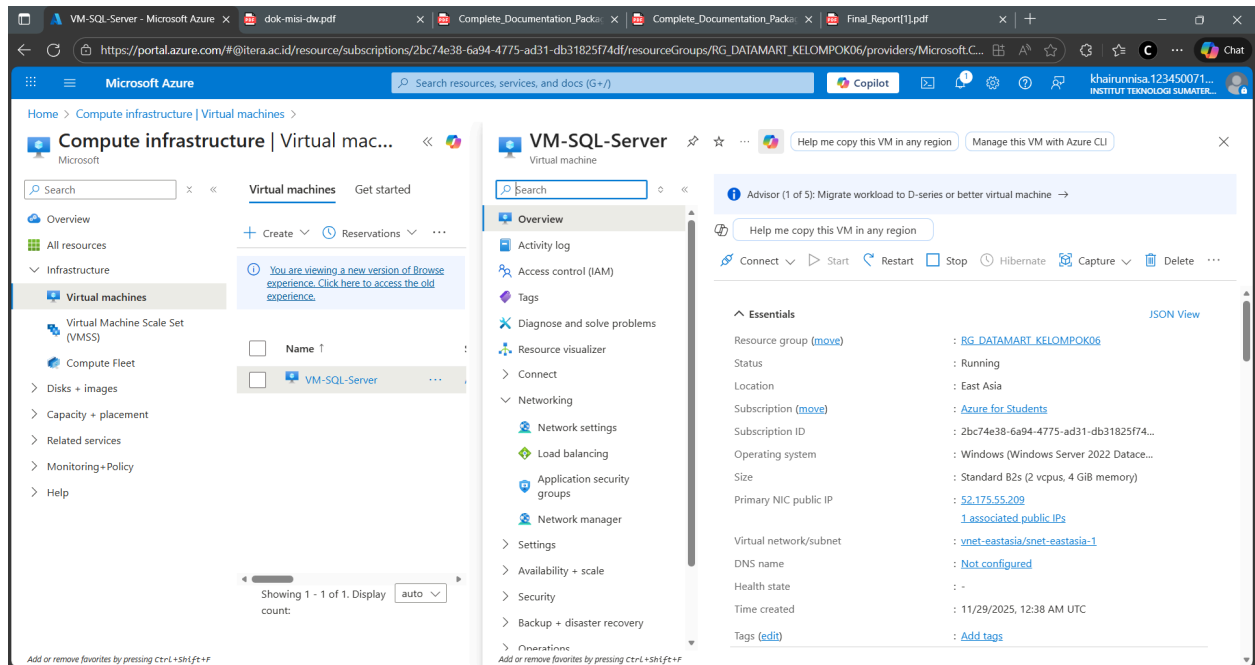 VM-SQL-Server - Microsoft Azure
dok-misi-dw.pdf
Complete_Documentation_Packa
Complete_Documentation_Packa
Final_Report[1].pdf
https://portal.azure.com/#@itera.ac.id/resource/subscriptions/2bc74e38-6a94-4775-ad31-db31825f74df/resourceGroups/RG_DATAMART_KELOMPOK06/providers/Microsoft.C...
Chat
Microsoft Azure
Search resources, services, and docs (G+/)
Copilot
1
khairunnisa.123450071...
INSTITUT TEKNOLOGI SUMATER...
Home > Compute infrastructure | Virtual machines >
Compute infrastructure | Virtual mac...
Microsoft
Search
Overview
All resources
Infrastructure
Virtual machines
Virtual Machine Scale Set
(VMSS)
Compute Fleet
Disks + images
Capacity + placement
Related services
Monitoring+Policy
Help
Add or remove favorites by pressing Ctrl+Shift+F
Virtual machines Get started
+ Create Reservations ...
You are viewing a new version of Browse
experience. Click here to access the old
experience.
Name ↑
VM-SQL-Server ...
Showing 1 - 1 of 1. Display auto
count:
VM-SQL-Server
Virtual machine
Help me copy this VM in any region
Manage this VM with Azure CLI
Search
Overview
Activity log
Access control (IAM)
Tags
Diagnose and solve problems
Resource visualizer
Connect
Networking
Network settings
Load balancing
Application security
groups
Network manager
Settings
Availability + scale
Security
Backup + disaster recovery
Operations
Add or remove favorites by pressing Ctrl+Shift+F
Advisor (1 of 5): Migrate workload to D-series or better virtual machine →
Help me copy this VM in any region
Connect Start Restart Stop Hibernate Capture Delete ...
Essentials JSON View
Resource group (move) : RG_DATAMART_KELOMPOK06
Status : Running
Location : East Asia
Subscription (move) : Azure for Students
Subscription ID : 2bc74e38-6a94-4775-ad31-db31825f74...
Operating system : Windows (Windows Server 2022 Datace...
Size : Standard B2s (2 vcpus, 4 GiB memory)
Primary NIC public IP : 52.175.55.209
1 associated public IPs
Virtual network/subnet : vnet-eastasia/snet-eastasia-1
DNS name : Not configured
Health state : -
Time created : 11/29/2025, 12:38 AM UTC
Tags (edit) : Add tags